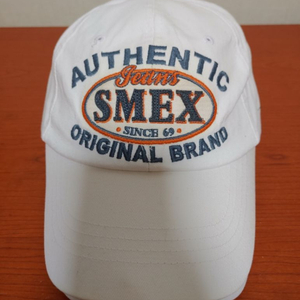 AUTHENTIC
Jeans
SMEX
· SINCE 69 ·
ORIGINAL BRAND